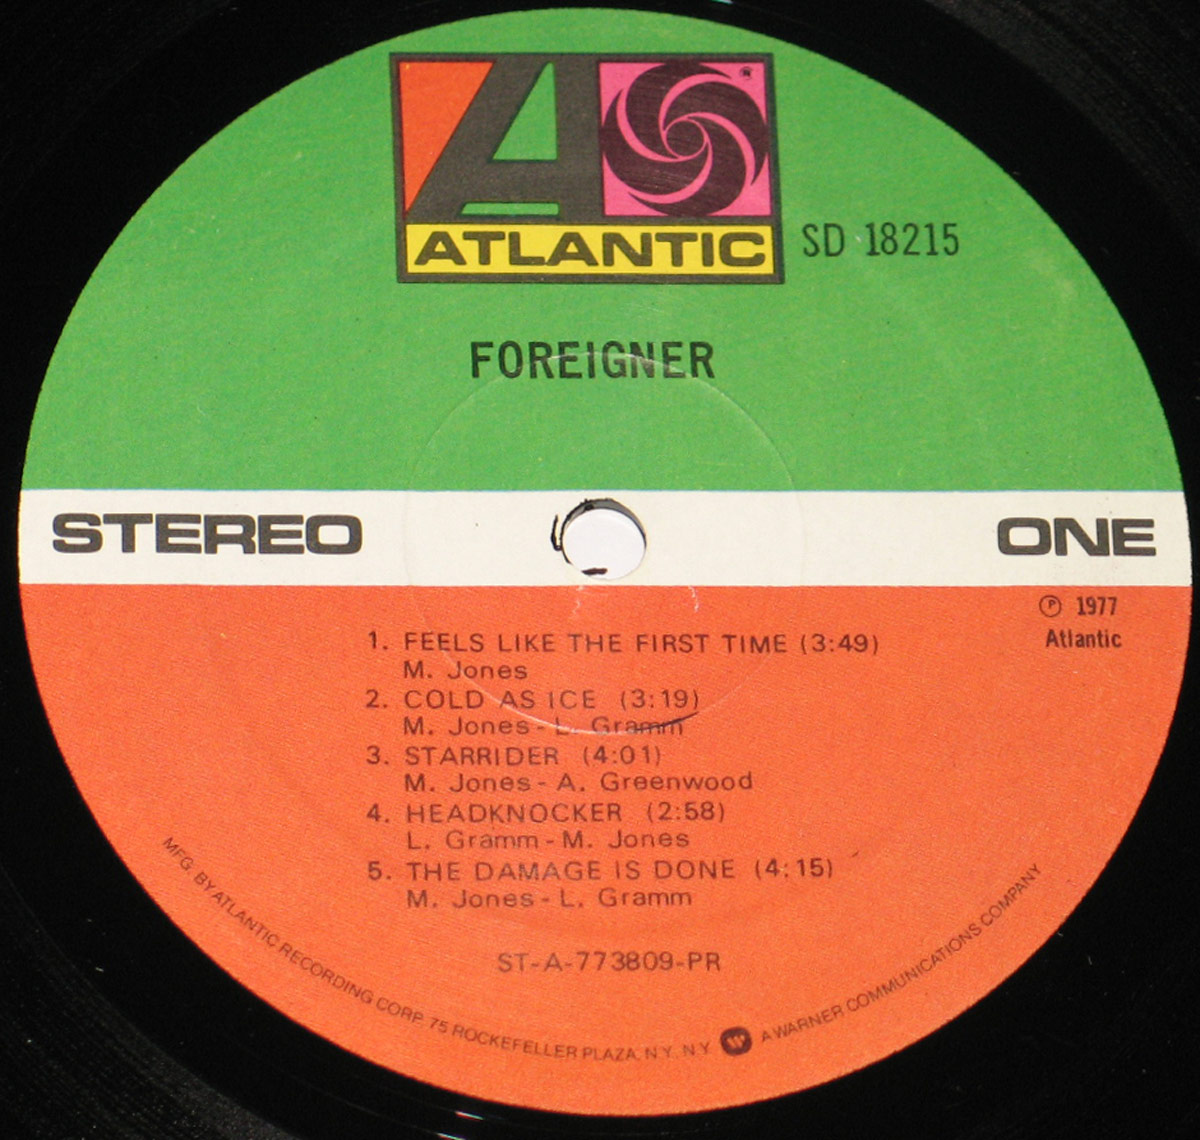 ATLANTIC
SD 18215
FOREIGNER
STEREO
ONE
℗ 1977
Atlantic
1. FEELS LIKE THE FIRST TIME (3:49)
M. Jones
2. COLD AS ICE (3:19)
M. Jones - L. Gramm
3. STARRIDER (4:01)
M. Jones - A. Greenwood
4. HEADKNOCKER (2:58)
L. Gramm - M. Jones
5. THE DAMAGE IS DONE (4:15)
M. Jones - L. Gramm
ST-A-773809-PR
MFG. BY ATLANTIC RECORDING CORP. 75 ROCKEFELLER PLAZA, N.Y. N.Y. A WARNER COMMUNICATIONS COMPANY